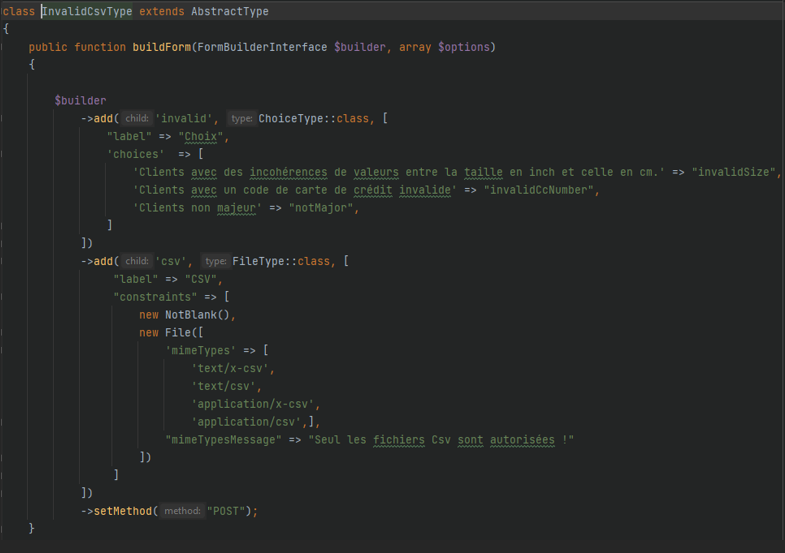 class InvalidCsvType extends AbstractType
{
public function buildForm(FormBuilderInterface $builder, array $options)
{
$builder
->add( child: 'invalid', type: ChoiceType::class, [
"label" => "Choix",
'choices' => [
'Clients avec des incohérences de valeurs entre la taille en inch et celle en cm.' => "invalidSize",
'Clients avec un code de carte de crédit invalide' => "invalidCcNumber",
'Clients non majeur' => "notMajor",
]
])
->add( child: 'csv', type: FileType::class, [
"label" => "CSV",
"constraints" => [
new NotBlank(),
new File([
'mimeTypes' => [
'text/x-csv',
'text/csv',
'application/x-csv',
'application/csv',],
"mimeTypesMessage" => "Seul les fichiers Csv sont autorisées !"
])
]
])
->setMethod( method: "POST");
}